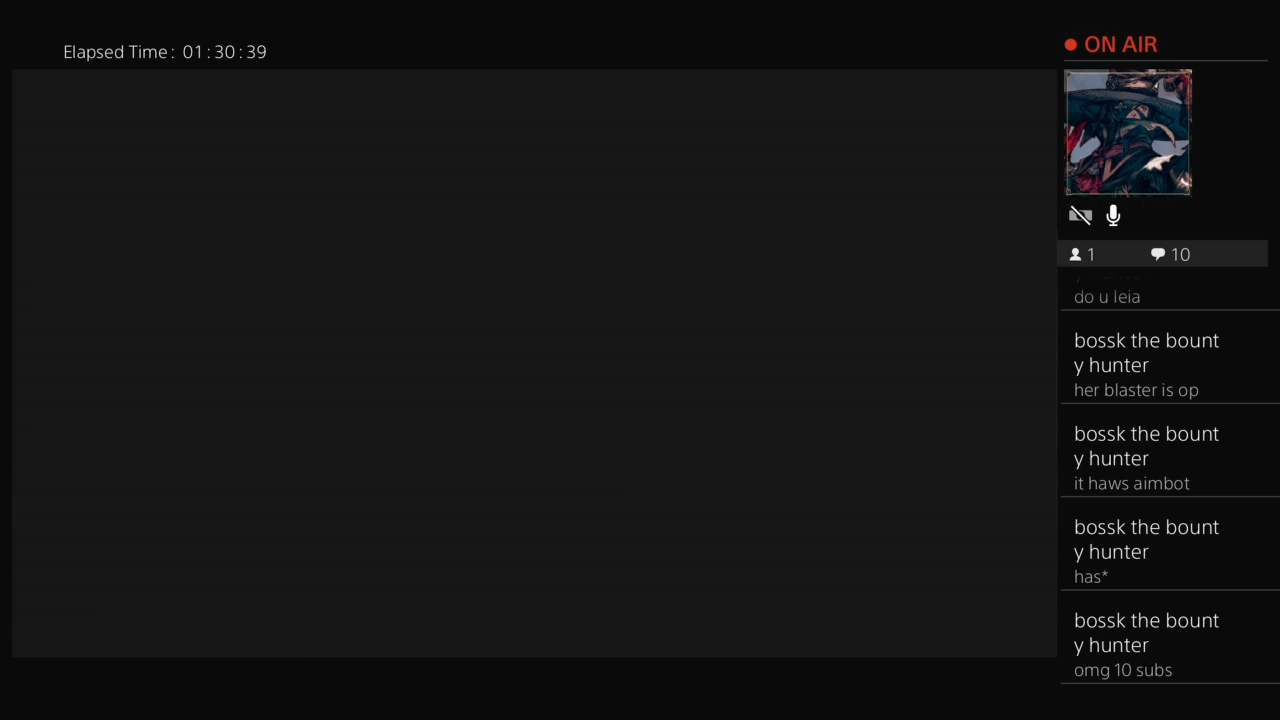 Elapsed Time: 01:30:39
ON AIR
1
10
do u leia
bossk the bount
y hunter
her blaster is op
bossk the bount
y hunter
it haws aimbot
bossk the bount
y hunter
has*
bossk the bount
y hunter
omg 10 subs